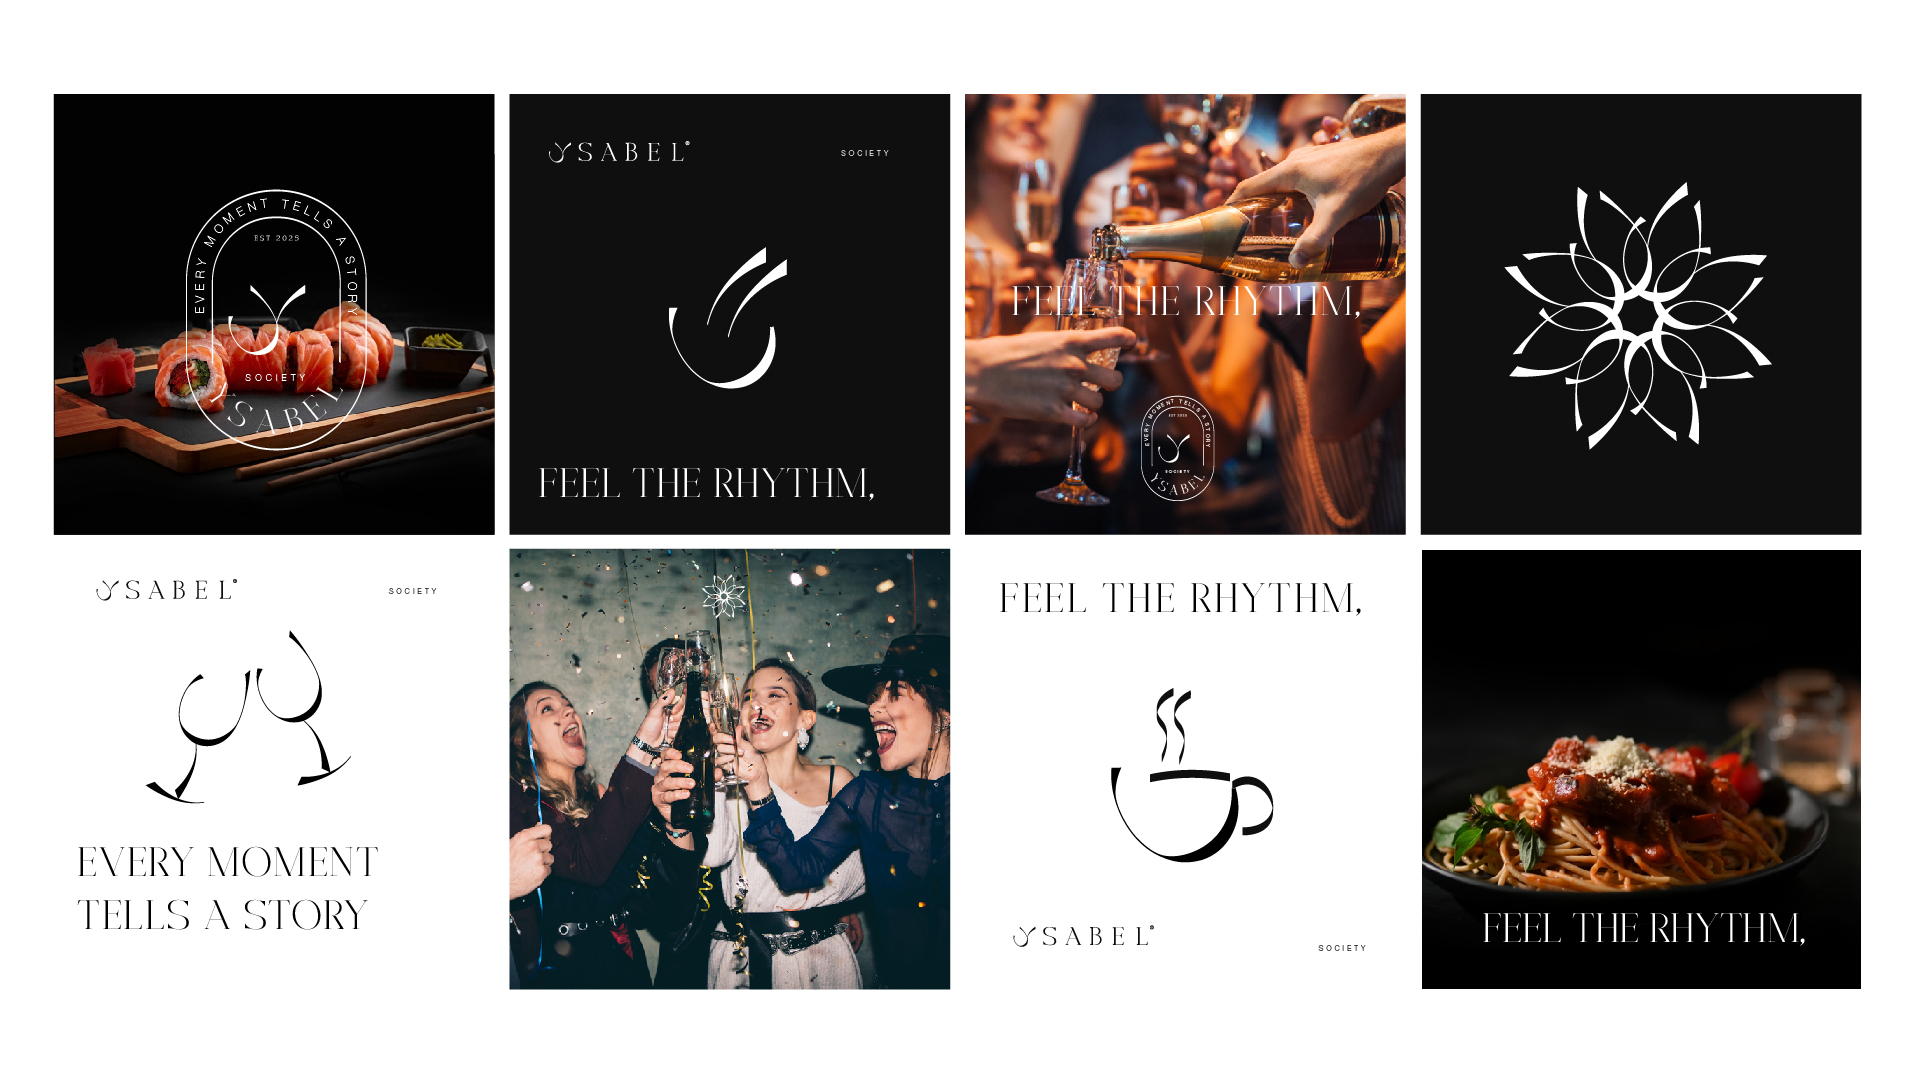 EVERY MOMENT TELLS A STORY
EST 2025
SOCIETY
YSABEL
YSABEL®
SOCIETY
FEEL THE RHYTHM,
FEEL THE RHYTHM,
EVERY MOMENT TELLS A STORY
EST 2025
SOCIETY
YSABEL
YSABEL®
SOCIETY
EVERY MOMENT
TELLS A STORY
FEEL THE RHYTHM,
YSABEL®
SOCIETY
FEEL THE RHYTHM,